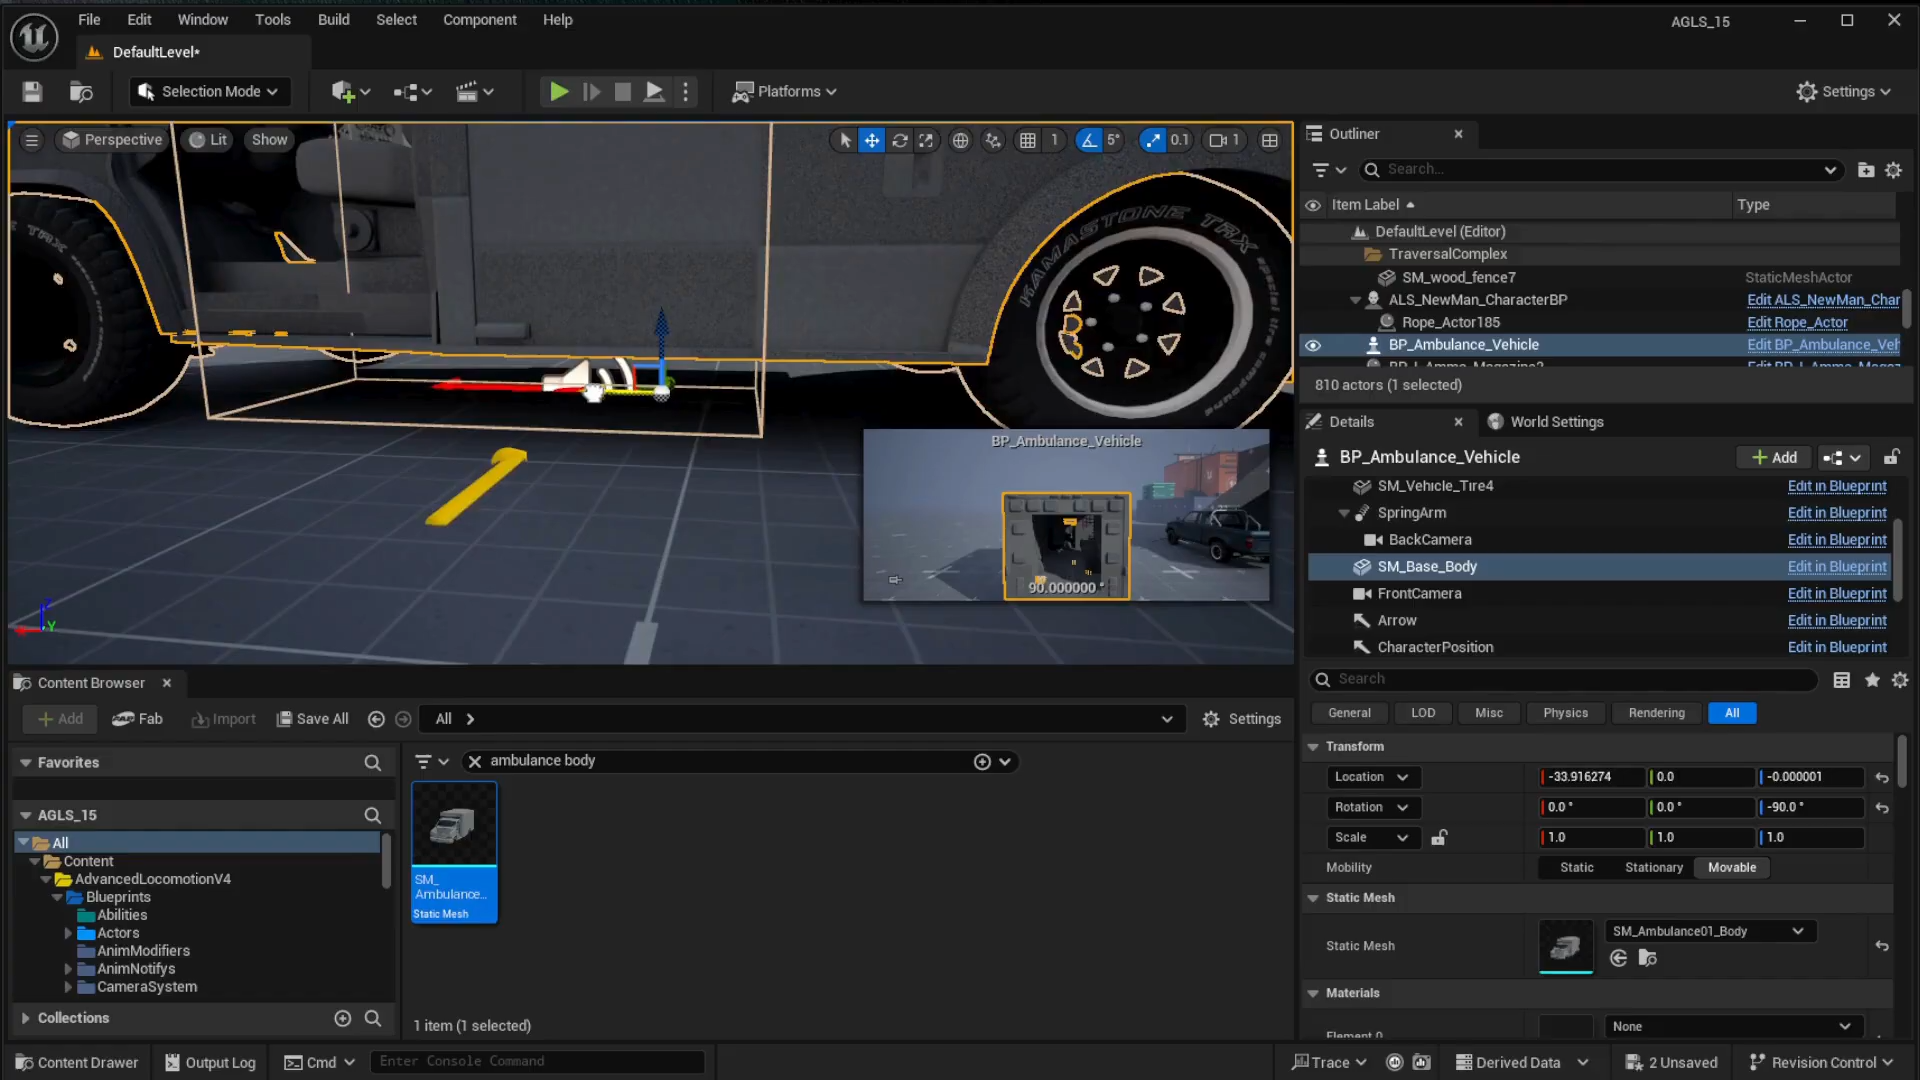 File Edit Window Tools Build Select Component Help
AGLS_15
DefaultLevel*
Selection Mode
Platforms
Settings
Perspective
Lit
Show
1
5°
0.1
1
KAMASTONE TRX
BP_Ambulance_Vehicle
90.000000 °
Outliner
Search...
Item Label
Type
DefaultLevel (Editor)
TraversalComplex
SM_wood_fence7 StaticMeshActor
ALS_NewMan_CharacterBP Edit ALS_NewMan_Char
Rope_Actor185 Edit Rope_Actor
BP_Ambulance_Vehicle Edit BP_Ambulance_Veh
810 actors (1 selected)
Details
World Settings
BP_Ambulance_Vehicle
Add
SM_Vehicle_Tire4 Edit in Blueprint
SpringArm Edit in Blueprint
BackCamera Edit in Blueprint
SM_Base_Body Edit in Blueprint
FrontCamera Edit in Blueprint
Arrow Edit in Blueprint
CharacterPosition Edit in Blueprint
Search
General LOD Misc Physics Rendering All
Transform
Location -33.916274 0.0 -0.000001
Rotation 0.0 ° 0.0 ° -90.0 °
Scale 1.0 1.0 1.0
Mobility Static Stationary Movable
Static Mesh
Static Mesh SM_Ambulance01_Body
Materials
Element 0 None
Content Browser
Add Fab Import Save All All Settings
Favorites
ambulance body
AGLS_15
All
Content
AdvancedLocomotionV4
Blueprints
Abilities
Actors
AnimModifiers
AnimNotifys
CameraSystem
Collections
SM_
Ambulance...
Static Mesh
1 item (1 selected)
Content Drawer Output Log Cmd Enter Console Command
Trace Derived Data 2 Unsaved Revision Control